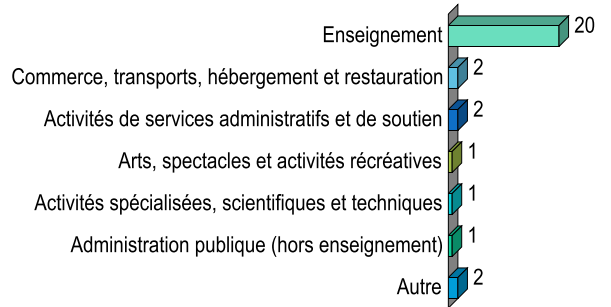 Enseignement 20
Commerce, transports, hébergement et restauration 2
Activités de services administratifs et de soutien 2
Arts, spectacles et activités récréatives 1
Activités spécialisées, scientifiques et techniques 1
Administration publique (hors enseignement) 1
Autre 2